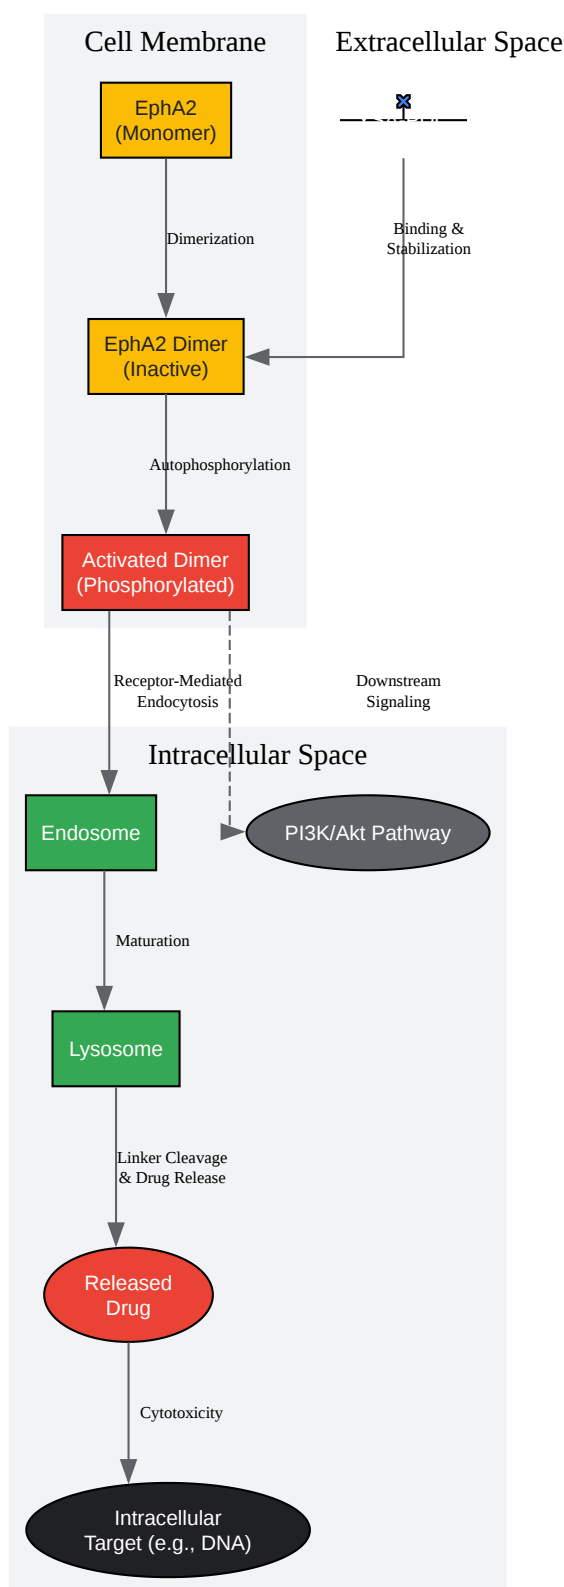 Cell Membrane
Extracellular Space
EphA2
(Monomer)
Dimerization
Binding &
Stabilization
EphA2 Dimer
(Inactive)
Autophosphorylation
Activated Dimer
(Phosphorylated)
Receptor-Mediated
Endocytosis
Downstream
Signaling
Intracellular Space
Endosome
PI3K/Akt Pathway
Maturation
Lysosome
Linker Cleavage
& Drug Release
Released
Drug
Cytotoxicity
Intracellular
Target (e.g., DNA)